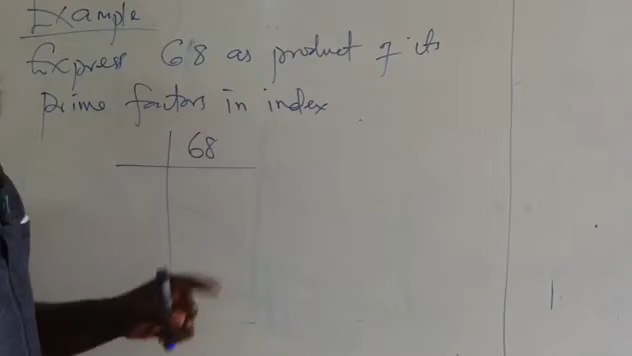 Example
Express 68 as product of its
prime factors in index
68